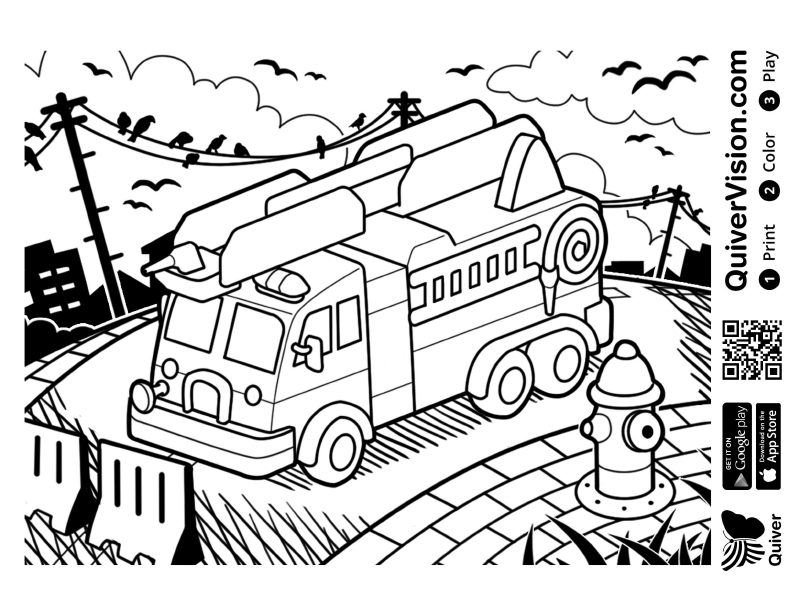 QuiverVision.com
1 Print 2 Color 3 Play
GET IT ON
Google play
Download on the
App Store
Quiver